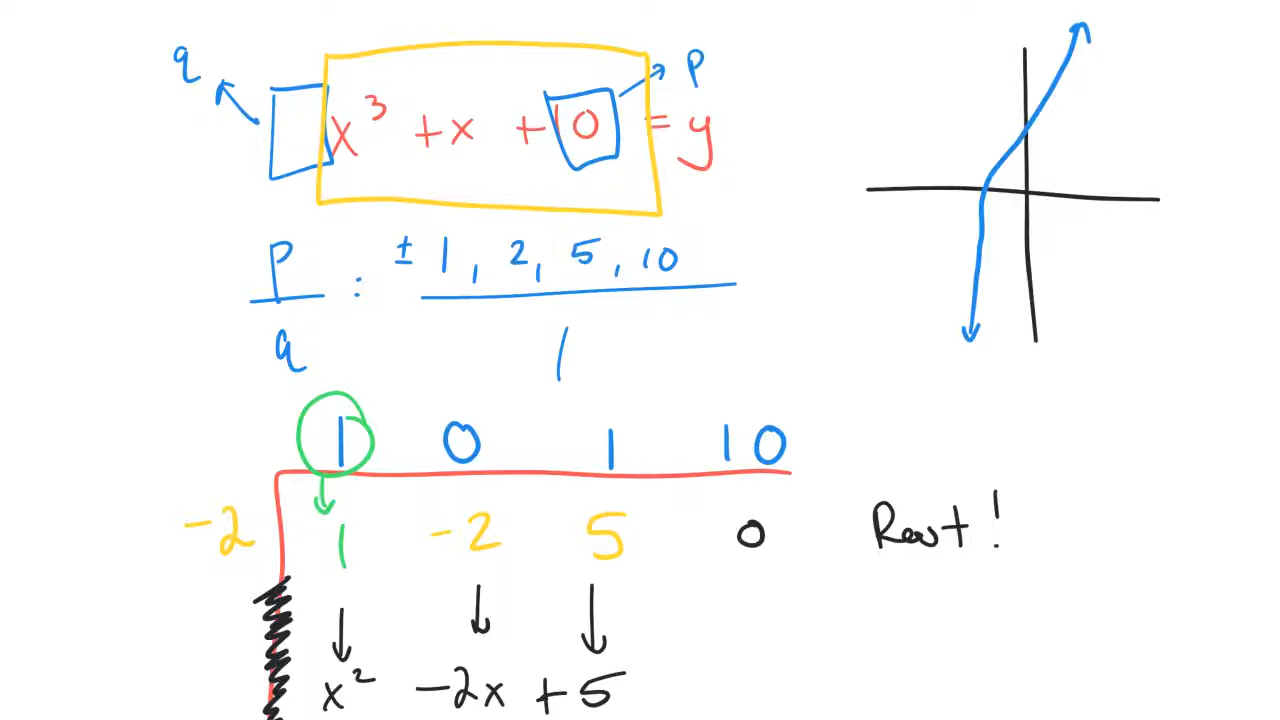 q p
x³ + x + 10 = y
p/q : ± 1, 2, 5, 10 / 1
1 0 1 10
-2 1 -2 5 0 Root!
x² -2x + 5